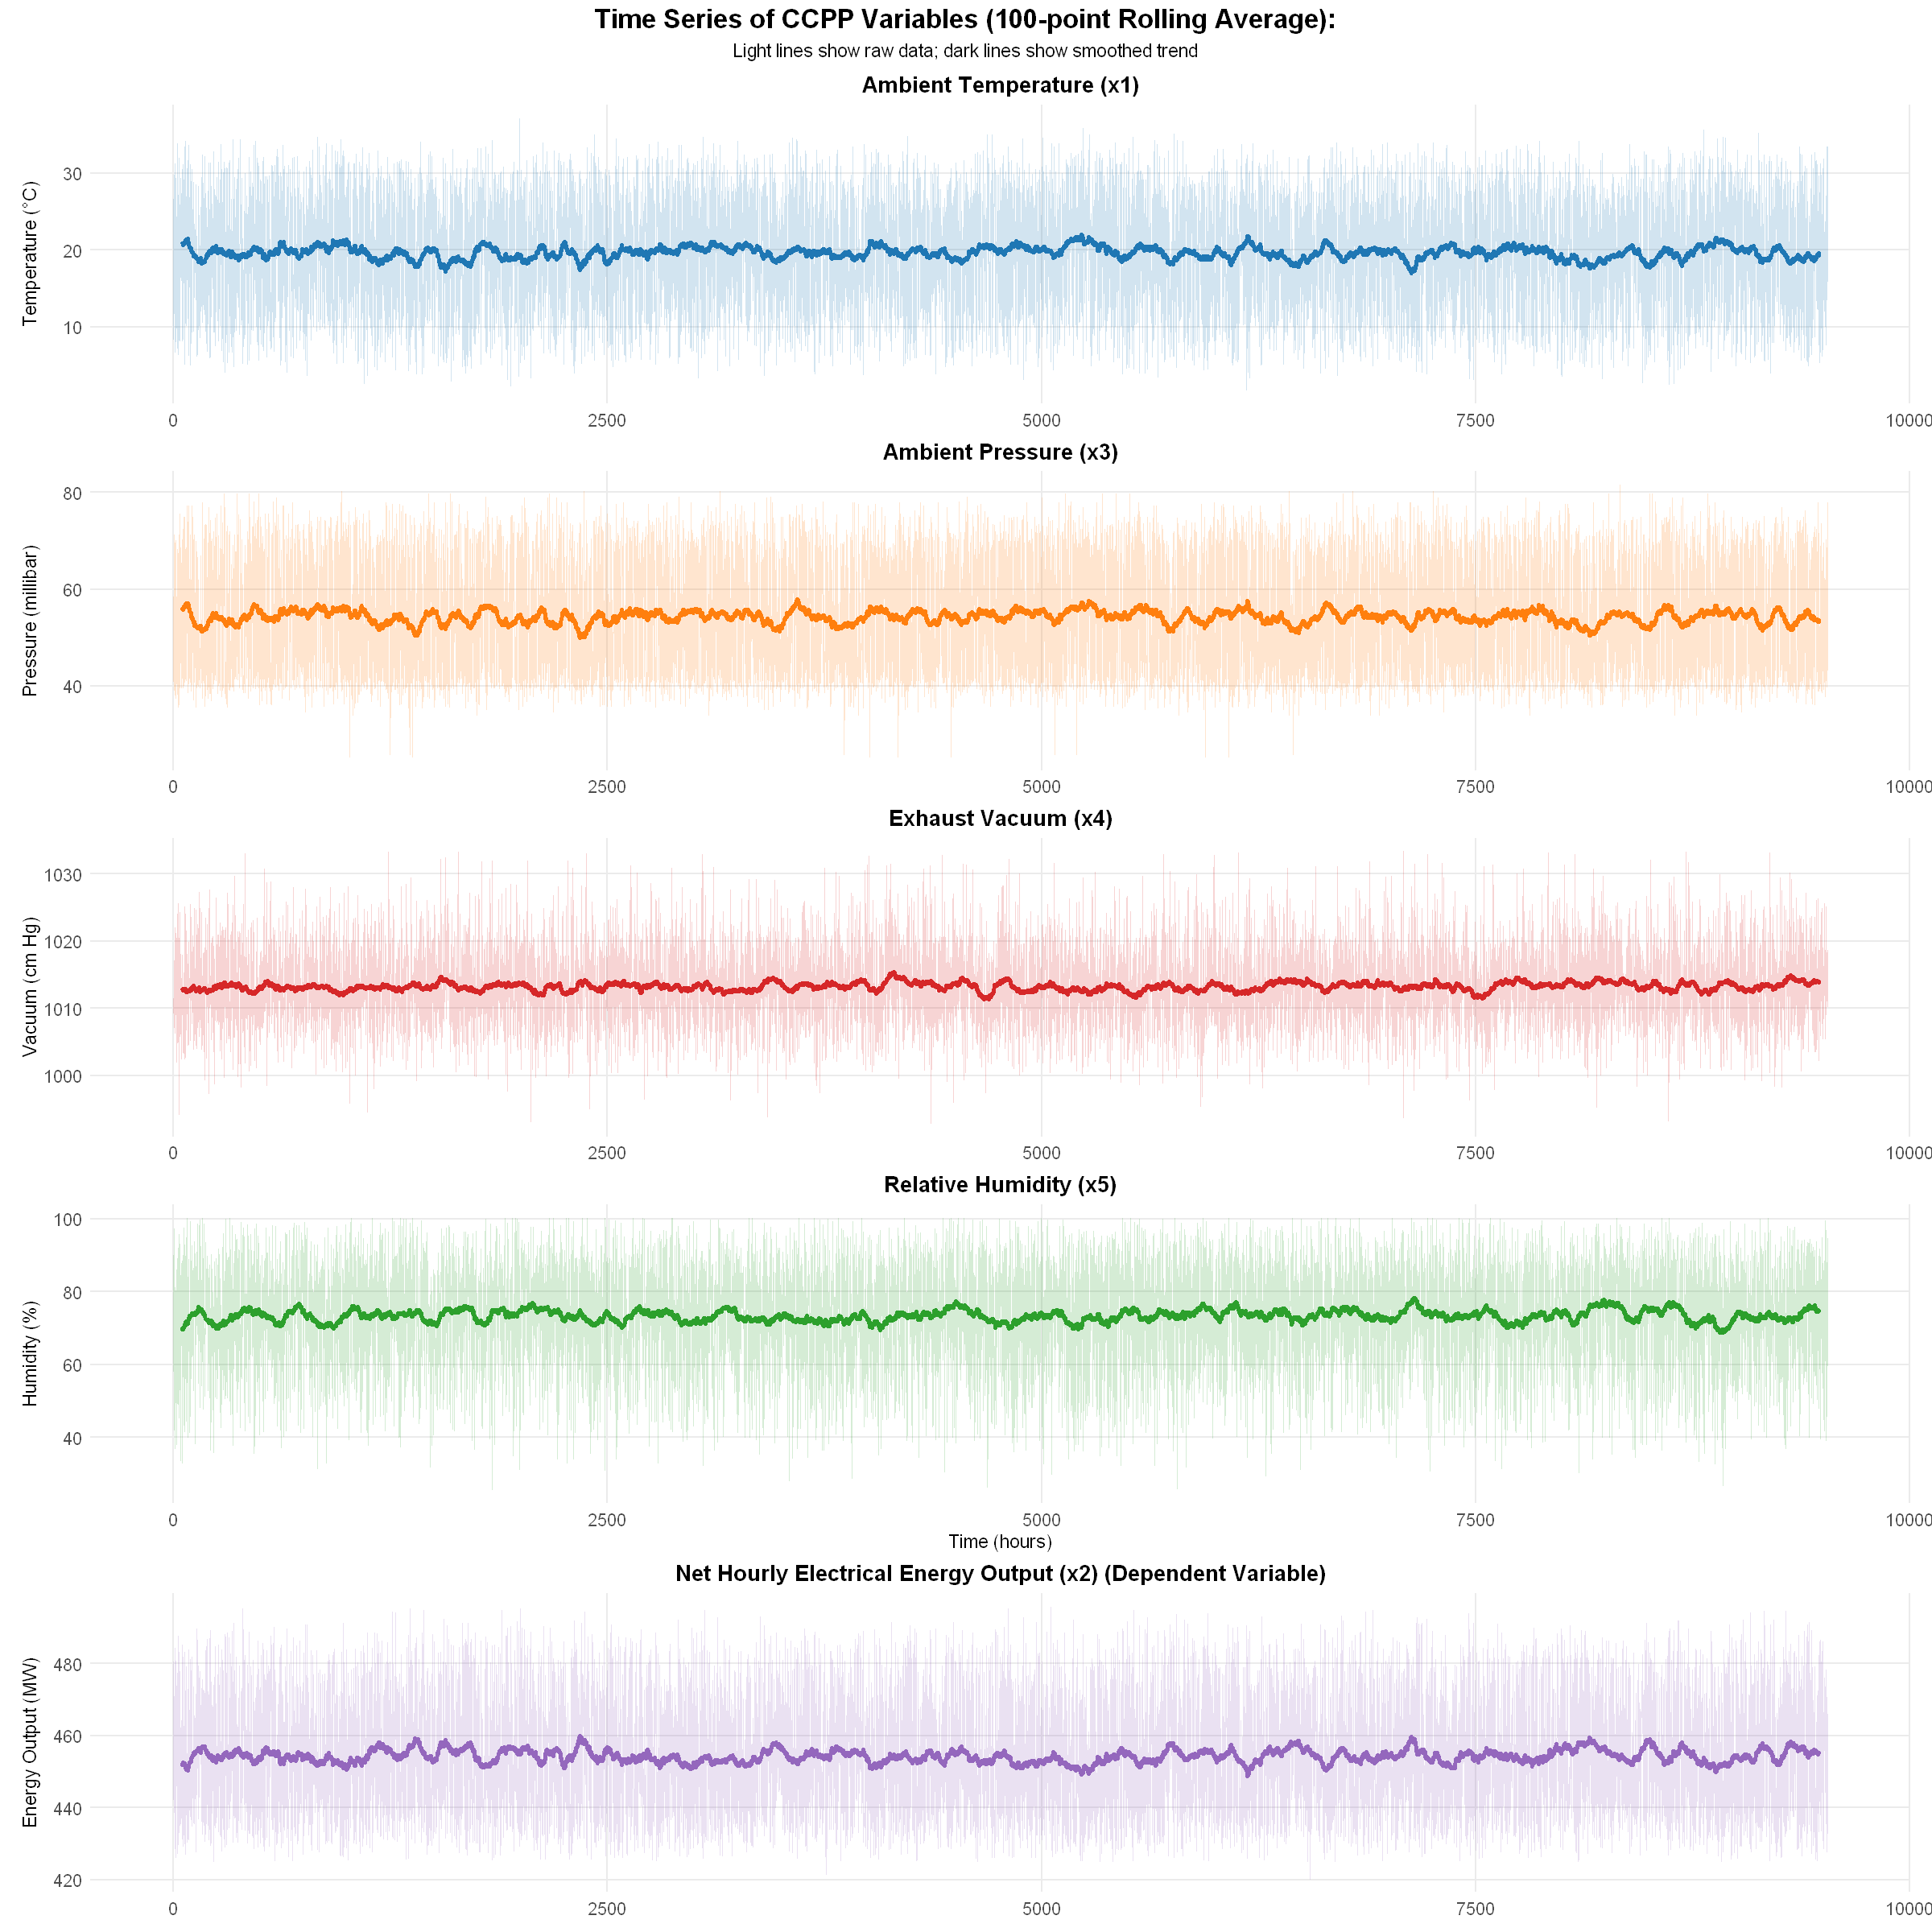 Time Series of CCPP Variables (100-point Rolling Average):
Light lines show raw data; dark lines show smoothed trend
Ambient Temperature (x1)
Temperature (°C)
30
20
10
0 2500 5000 7500 10000
Ambient Pressure (x3)
Pressure (millibar)
80
60
40
0 2500 5000 7500 10000
Exhaust Vacuum (x4)
Vacuum (cm Hg)
1030
1020
1010
1000
0 2500 5000 7500 10000
Relative Humidity (x5)
Humidity (%)
100
80
60
40
0 2500 5000 7500 10000
Time (hours)
Net Hourly Electrical Energy Output (x2) (Dependent Variable)
Energy Output (MW)
480
460
440
420
0 2500 5000 7500 10000